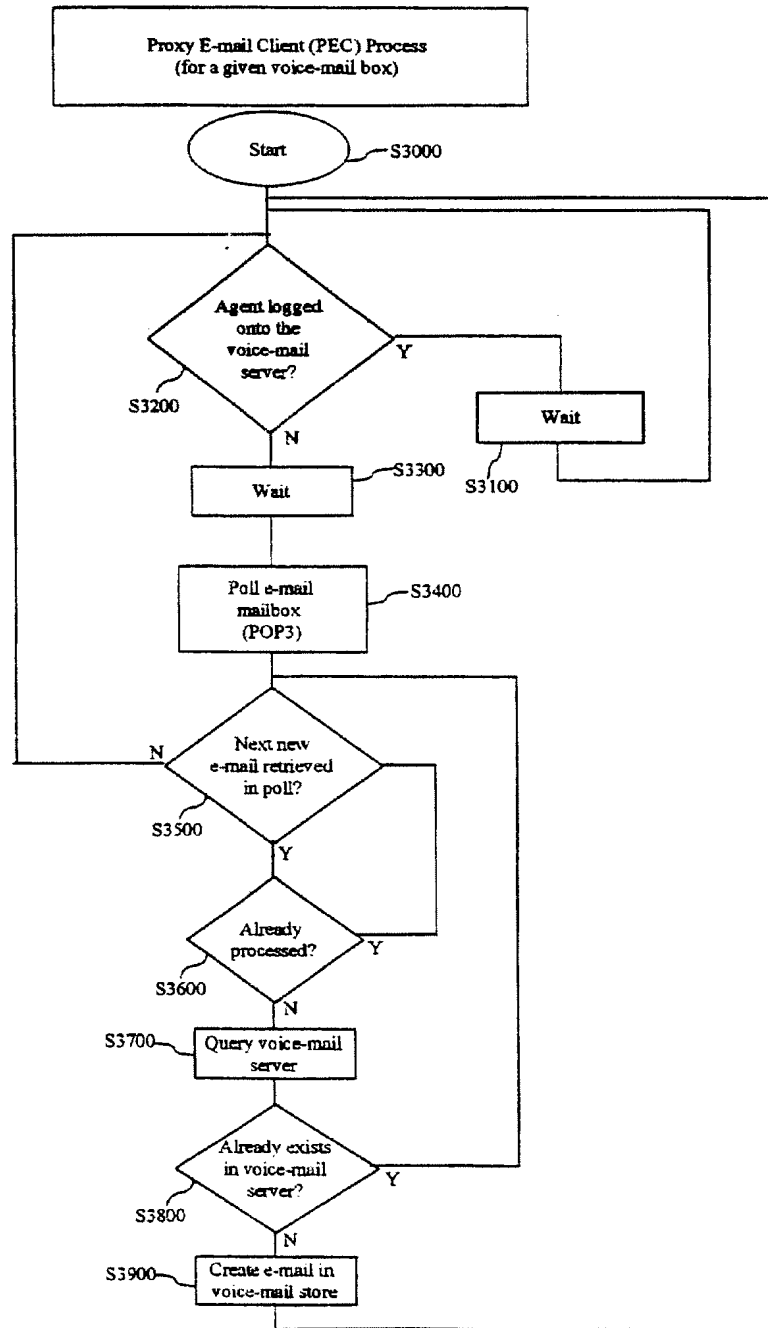 Proxy E-mail Client (PEC) Process
(for a given voice-mail box)
Start
S3000
Agent logged
onto the
voice-mail
server?
Y
S3200
N
Wait
S3100
Wait
S3300
Poll e-mail
mailbox
(POP3)
S3400
N
Next new
e-mail retrieved
in poll?
S3500
Y
Already
processed?
Y
S3600
N
S3700
Query voice-mail
server
Already exists
in voice-mail
server?
Y
S3800
N
S3900
Create e-mail in
voice-mail store